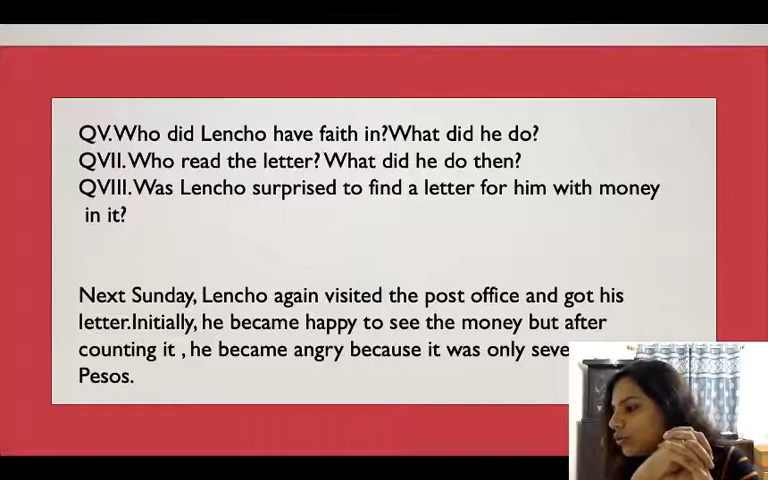 QV.Who did Lencho have faith in?What did he do?
QVII.Who read the letter? What did he do then?
QVIII.Was Lencho surprised to find a letter for him with money
in it?
Next Sunday, Lencho again visited the post office and got his
letter.Initially, he became happy to see the money but after
counting it , he became angry because it was only
Pesos.